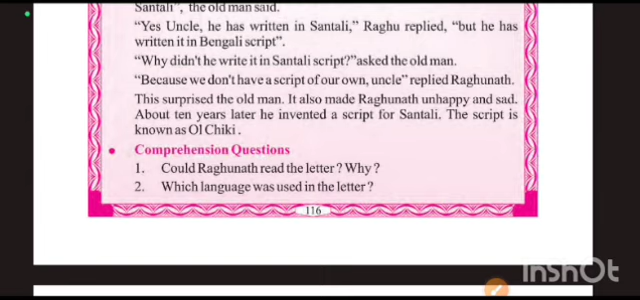 Santali", the old man said.
"Yes Uncle, he has written in Santali," Raghu replied, "but he has
written it in Bengali script".
"Why didn't he write it in Santali script?"asked the old man.
"Because we don't have a script of our own, uncle" replied Raghunath.
This surprised the old man. It also made Raghunath unhappy and sad.
About ten years later he invented a script for Santali. The script is
known as Ol Chiki .
• Comprehension Questions
1. Could Raghunath read the letter ? Why ?
2. Which language was used in the letter ?
116
InShOt